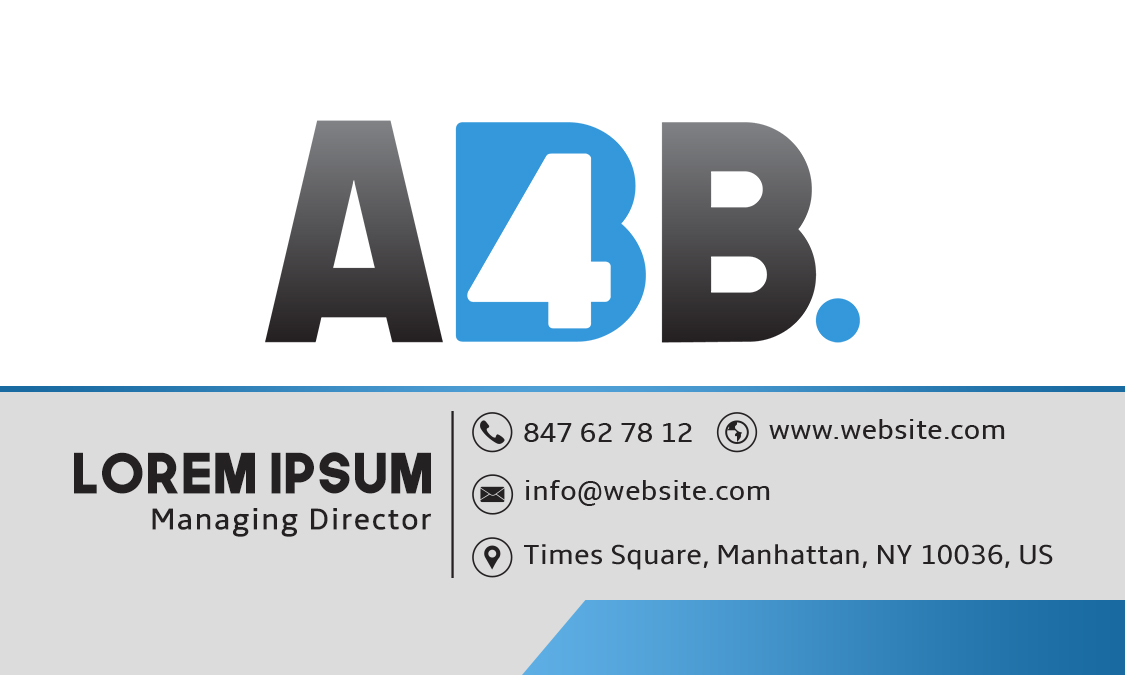 A4B.
LOREM IPSUM
Managing Director
847 62 78 12
www.website.com
info@website.com
Times Square, Manhattan, NY 10036, US